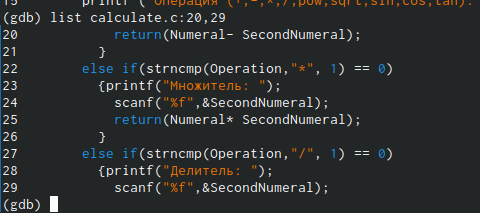 15 printf ("Операция (+,-,*,/,pow,sqrt,sin,cos,tan):
(gdb) list calculate.c:20,29
20 return(Numeral- SecondNumeral);
21 }
22 else if(strncmp(Operation,"*", 1) == 0)
23 {printf("Множитель: ");
24 scanf("%f",&SecondNumeral);
25 return(Numeral* SecondNumeral);
26 }
27 else if(strncmp(Operation,"/", 1) == 0)
28 {printf("Делитель: ");
29 scanf("%f",&SecondNumeral);
(gdb)